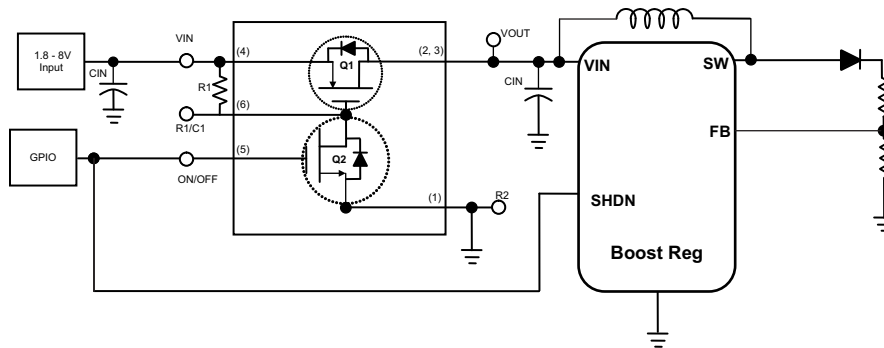 1.8 - 8V
Input
CIN
VIN
(4)
R1
(6)
R1/C1
GPIO
ON/OFF
(5)
Q1
Q2
(2, 3)
(1)
R2
VOUT
CIN
VIN
SW
FB
SHDN
Boost Reg